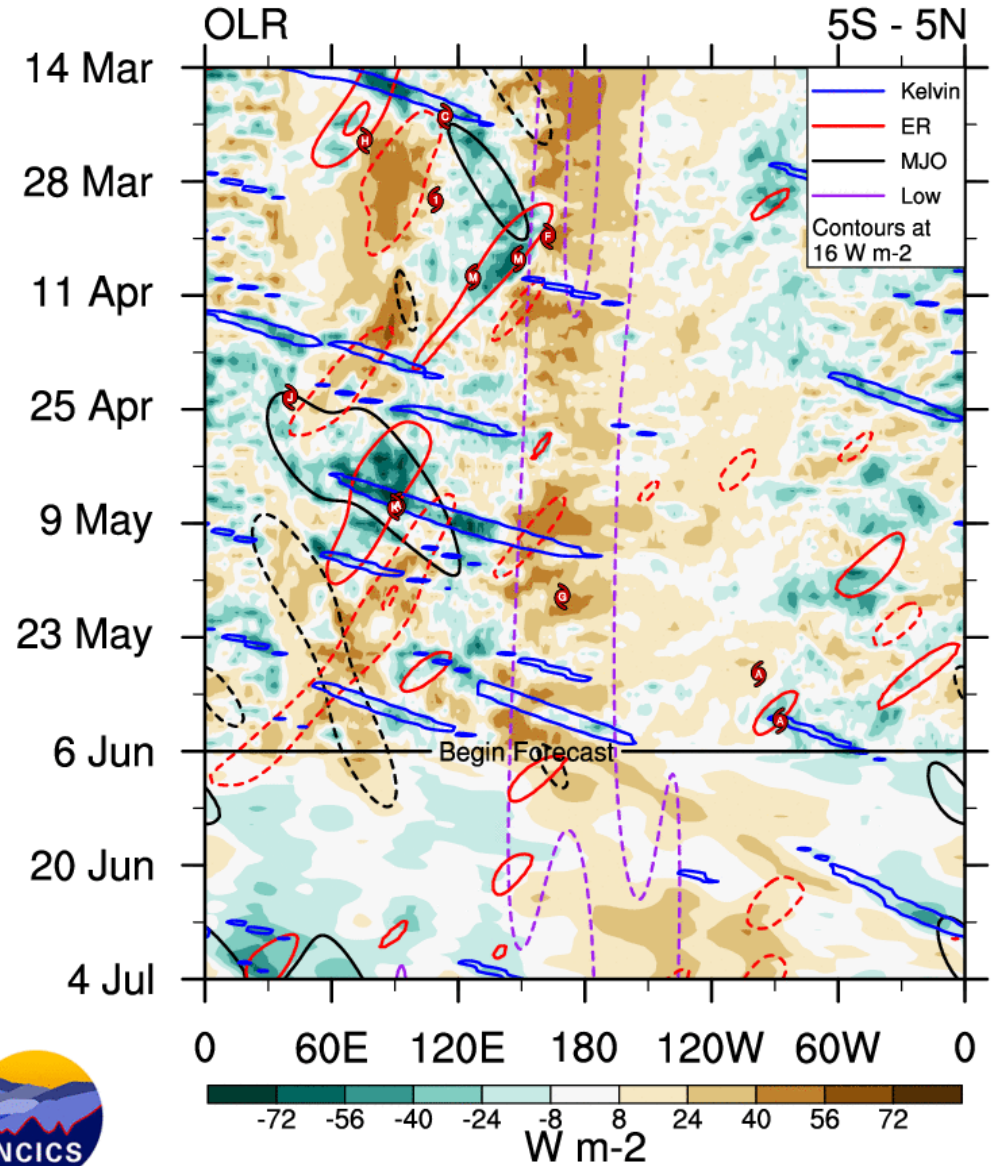 OLR 5S - 5N
14 Mar
28 Mar
11 Apr
25 Apr
9 May
23 May
6 Jun
20 Jun
4 Jul
Kelvin
ER
MJO
Low
Contours at
16 W m-2
C
H
1
F
M
M
J
G
A
A
Begin Forecast
0 60E 120E 180 120W 60W 0
-72 -56 -40 -24 -8 8 24 40 56 72
W m-2
NCICS